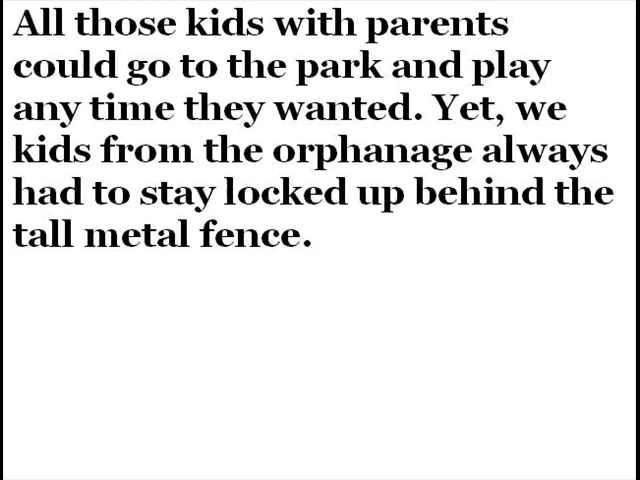 All those kids with parents
could go to the park and play
any time they wanted. Yet, we
kids from the orphanage always
had to stay locked up behind the
tall metal fence.